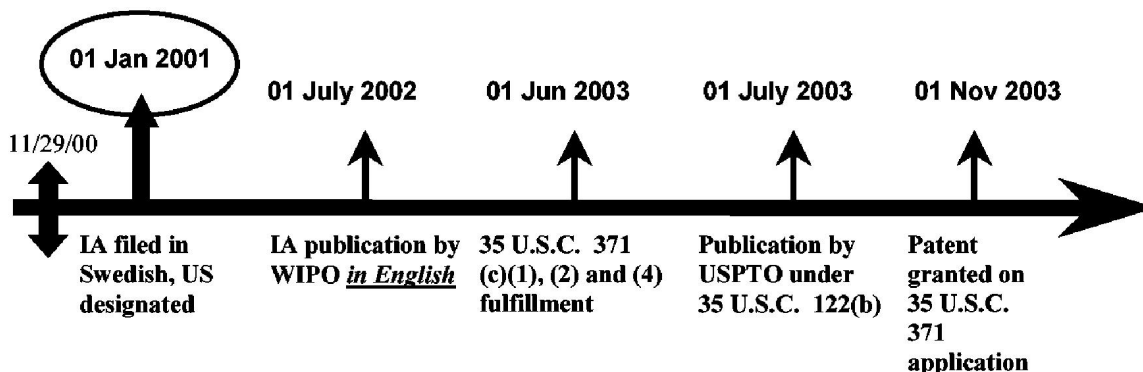 01 Jan 2001
01 July 2002
01 Jun 2003
01 July 2003
01 Nov 2003
11/29/00
IA filed in
Swedish, US
designated
IA publication by
WIPO in English
35 U.S.C. 371
(c)(1), (2) and (4)
fulfillment
Publication by
USPTO under
35 U.S.C. 122(b)
Patent
granted on
35 U.S.C.
371
application